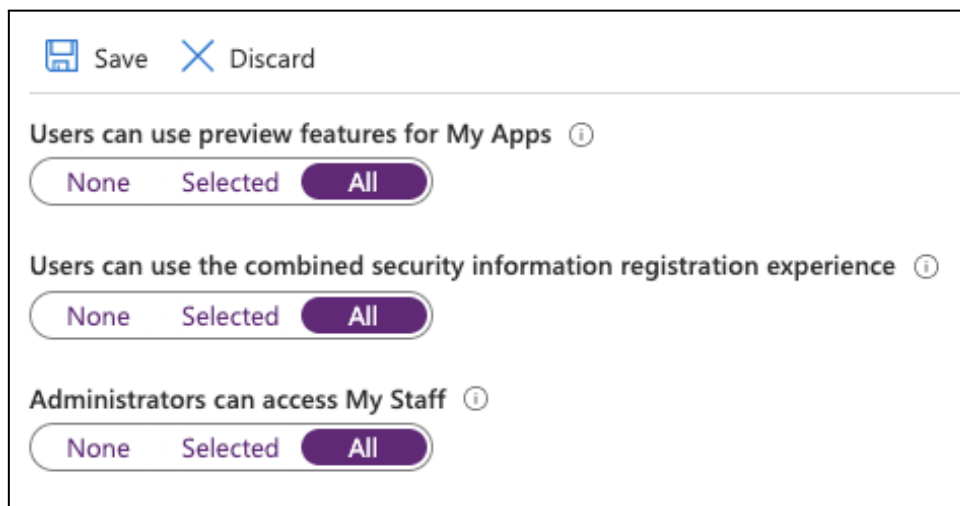 Save Discard
Users can use preview features for My Apps
None Selected All
Users can use the combined security information registration experience
None Selected All
Administrators can access My Staff
None Selected All